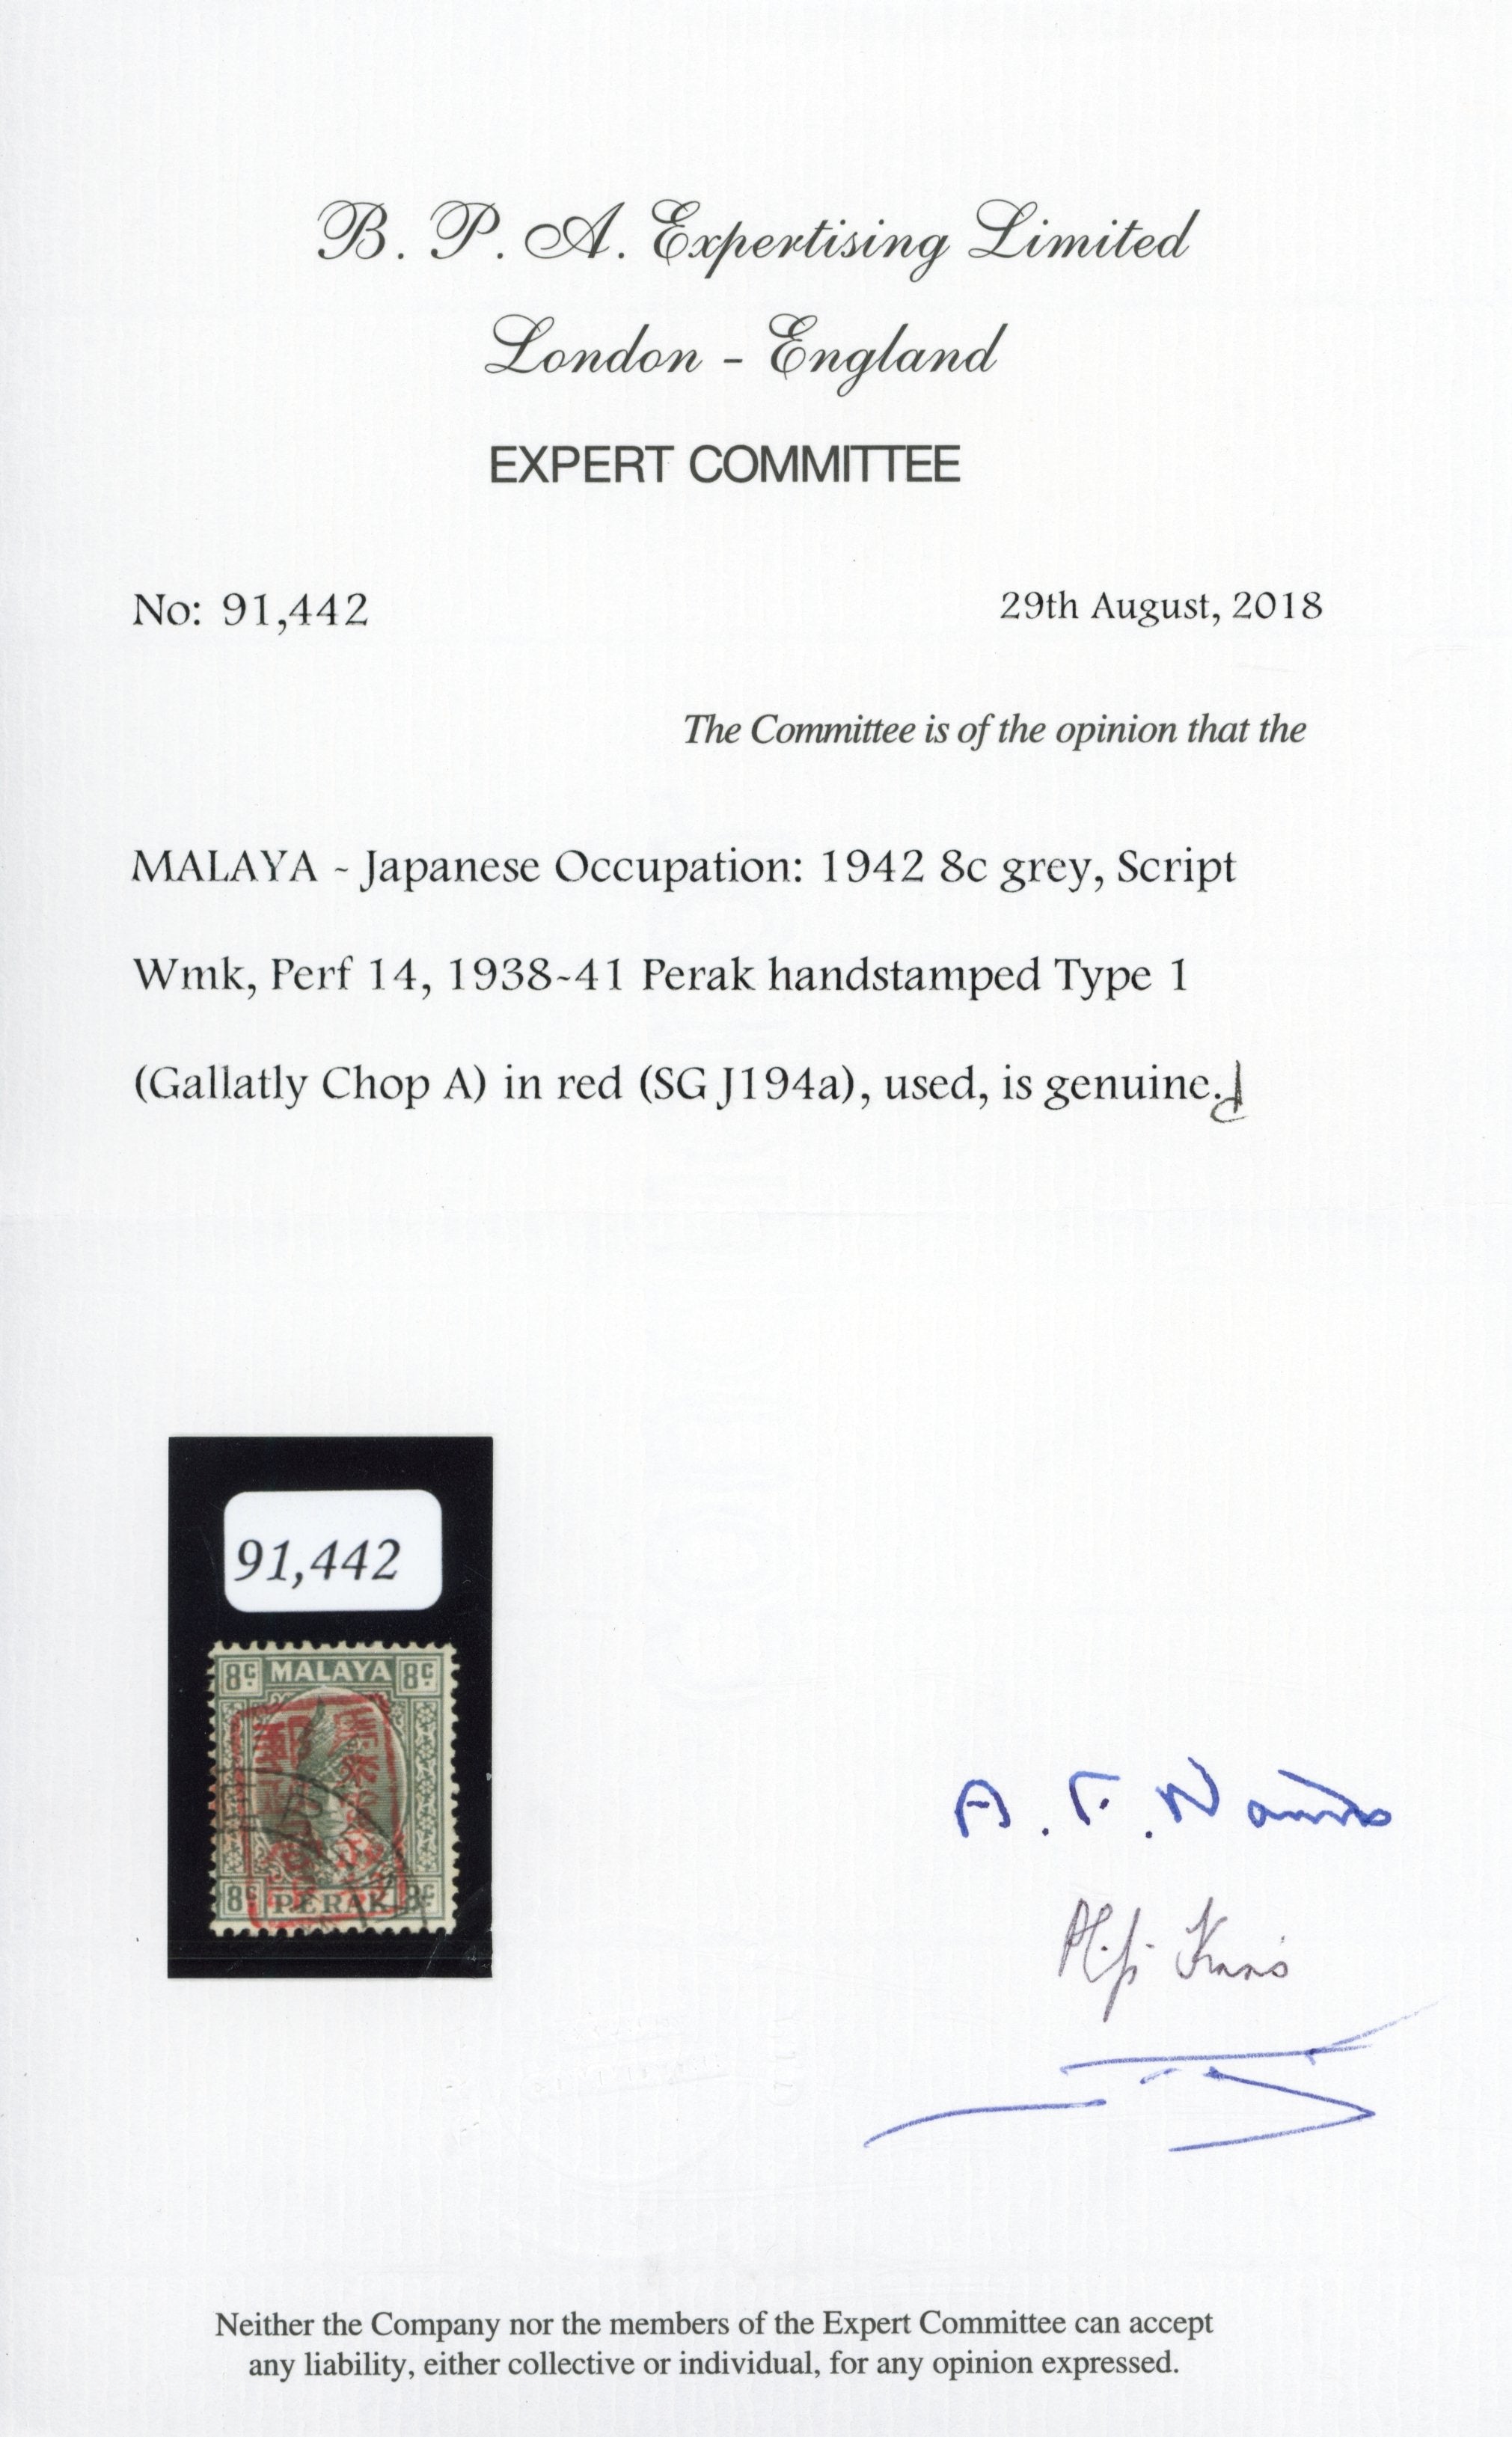 B. P. A. Expertising Limited
London - England
EXPERT COMMITTEE
No: 91,442
29th August, 2018
The Committee is of the opinion that the
MALAYA - Japanese Occupation: 1942 8c grey, Script
Wmk, Perf 14, 1938-41 Perak handstamped Type 1
(Gallatly Chop A) in red (SG J194a), used, is genuine.
91,442
8c MALAYA 8c
8c PERAK 8c
A. F. 
Neither the Company nor the members of the Expert Committee can accept
any liability, either collective or individual, for any opinion expressed.